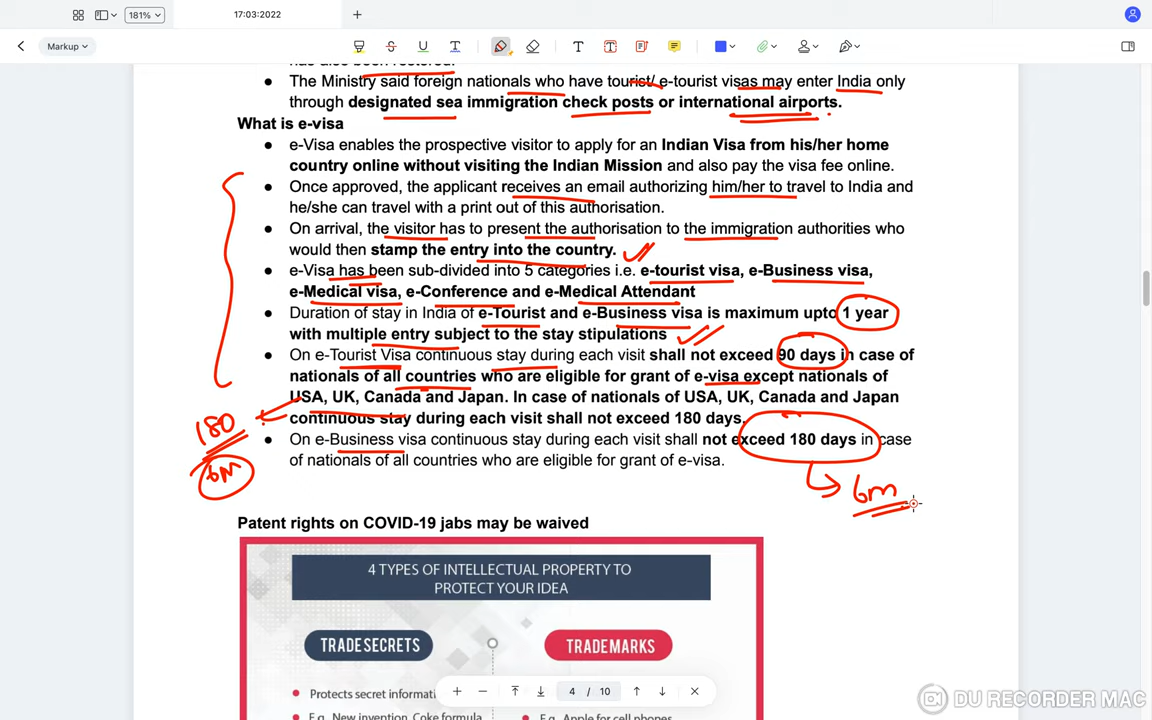 181%
17:03:2022
Markup
has also been restored.
● The Ministry said foreign nationals who have tourist/ e-tourist visas may enter India only
through designated sea immigration check posts or international airports.
What is e-visa
● e-Visa enables the prospective visitor to apply for an Indian Visa from his/her home
country online without visiting the Indian Mission and also pay the visa fee online.
● Once approved, the applicant receives an email authorizing him/her to travel to India and
he/she can travel with a print out of this authorisation.
● On arrival, the visitor has to present the authorisation to the immigration authorities who
would then stamp the entry into the country.
● e-Visa has been sub-divided into 5 categories i.e. e-tourist visa, e-Business visa,
e-Medical visa, e-Conference and e-Medical Attendant
● Duration of stay in India of e-Tourist and e-Business visa is maximum upto 1 year
with multiple entry subject to the stay stipulations
● On e-Tourist Visa continuous stay during each visit shall not exceed 90 days in case of
nationals of all countries who are eligible for grant of e-visa except nationals of
USA, UK, Canada and Japan. In case of nationals of USA, UK, Canada and Japan
continuous stay during each visit shall not exceed 180 days.
180
● On e-Business visa continuous stay during each visit shall not exceed 180 days in case
of nationals of all countries who are eligible for grant of e-visa.
6M
6m
Patent rights on COVID-19 jabs may be waived
4 TYPES OF INTELLECTUAL PROPERTY TO
PROTECT YOUR IDEA
TRADE SECRETS
TRADEMARKS
● Protects secret informati
4 / 10
● E.g. New invention, Coke formula
● E.g. Apple for cell phones
DU RECORDER MAC